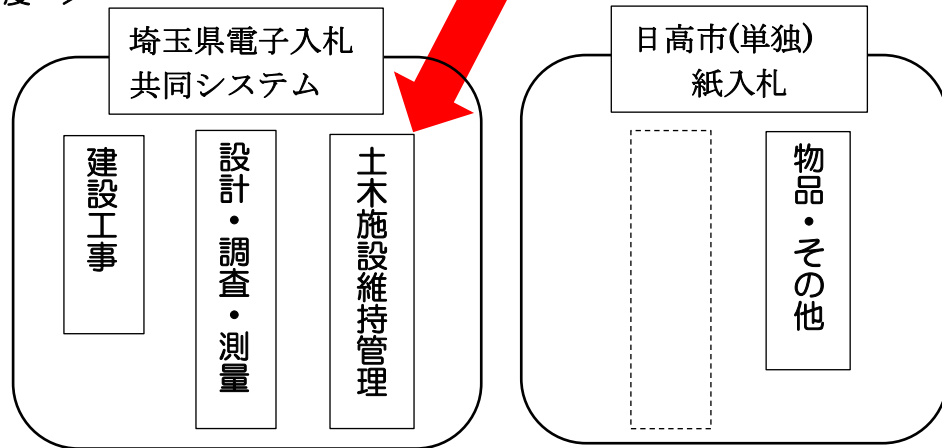 埼玉県電子入札
共同システム
建設工事
設計・調査・測量
土木施設維持管理
日高市(単独)
紙入札
物品・その他